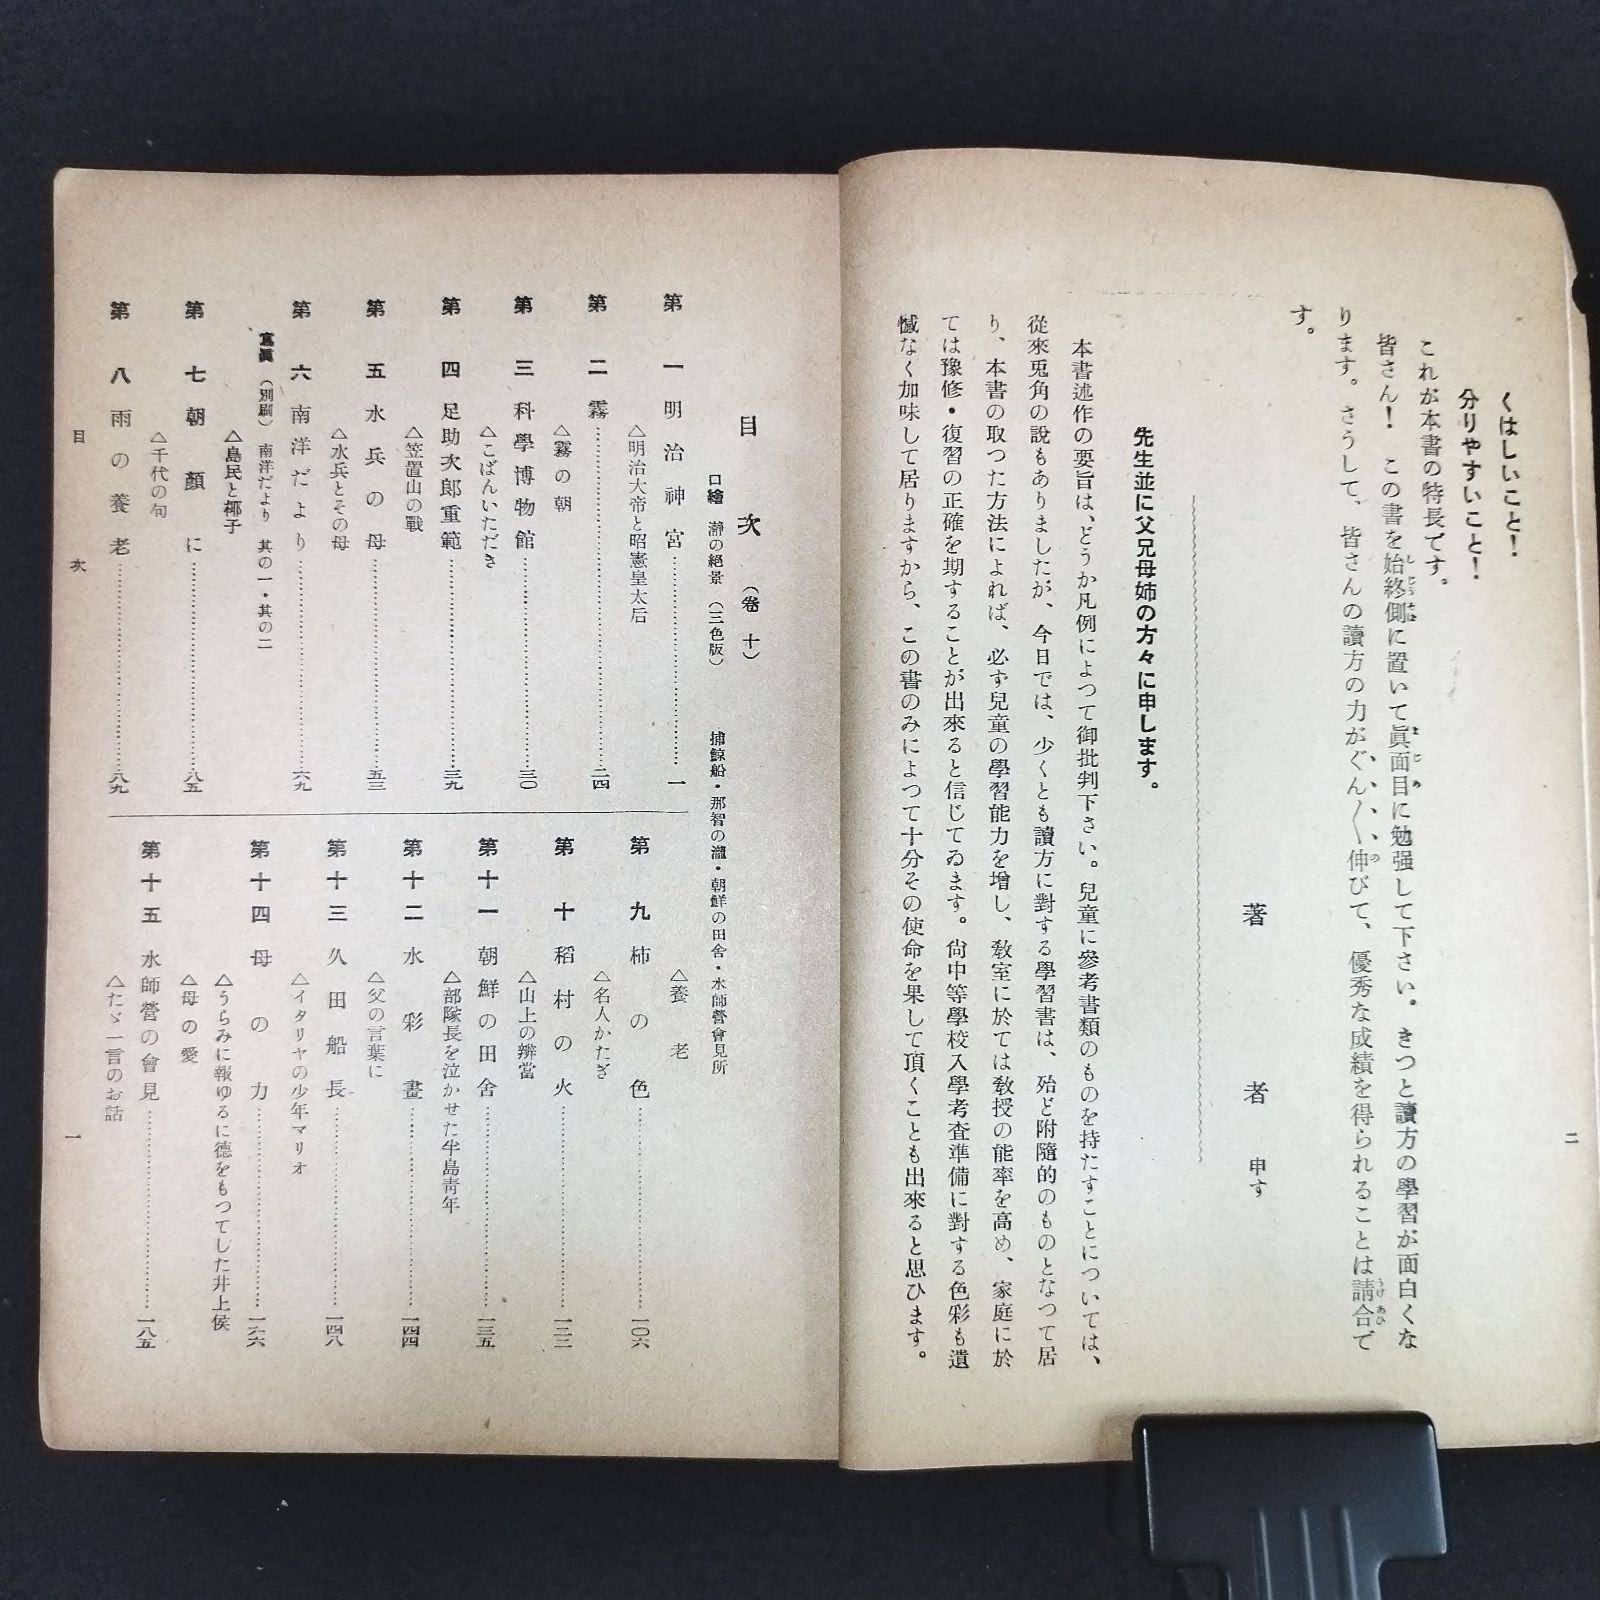 くはしいこと！
分りやすいこと！
これが本書の特長です。
皆さん！　この書を始終側に置いて眞面目に勉强して下さい。きつと讀方の學習が面白くな
ります。さうして、皆さんの讀方の力がぐん〳〵伸びて、優秀な成績を得られることは請合で
す。
著者申す
先生並に父兄母姉の方々に申します。
本書述作の要旨は、どうか凡例によつて御批判下さい。兒童に參考書類のものを持たすことについては、
從來兎角の說もありましたが、今日では、少くとも讀方に對する學習書は、殆ど附隨的のものとなつて居
り、本書の取つた方法によれば、必ず兒童の學習能力を增し、敎室に於ては敎授の能率を高め、家庭に於
ては豫修・復習の正確を期することが出來ると信じてゐます。尙中等學校入學考査準備に對する色彩も遺
憾なく加味して居りますから、この書のみによつて十分その使命を果して頂くことも出來ると思ひます。
二
目次（卷十）
口繪　瀞の絕景（三色版）　捕鯨船・那智の瀧・朝鮮の田舍・水師營會見所
第一　明治神宮……一
△明治大帝と昭憲皇太后
第二　霧……二四
△霧の朝
第三　科學博物館……三〇
△こばんいただき
第四　足助次郎重範……三九
△笠置山の戰
第五　水兵の母……五三
△水兵とその母
第六　南洋だより……六九
寫眞（別刷）　南洋だより　其の一・其の二
△島民と椰子
第七　朝顏に……八五
△千代の句
第八　雨の養老……八九
△養老
第九　柿の色……一〇六
△名人かたぎ
第十　稻村の火……一二三
△山上の辨當
第十一　朝鮮の田舍……一三五
△部隊長を泣かせた半島靑年
第十二　水彩畫……一四四
△父の言葉に
第十三　久田船長……一四八
△イタリヤの少年マリオ
第十四　母の力……一六六
△うらみに報ゆるに德をもつてした井上侯
△母の愛
第十五　水師營の會見……一八五
△たゞ一言のお話
目次
一